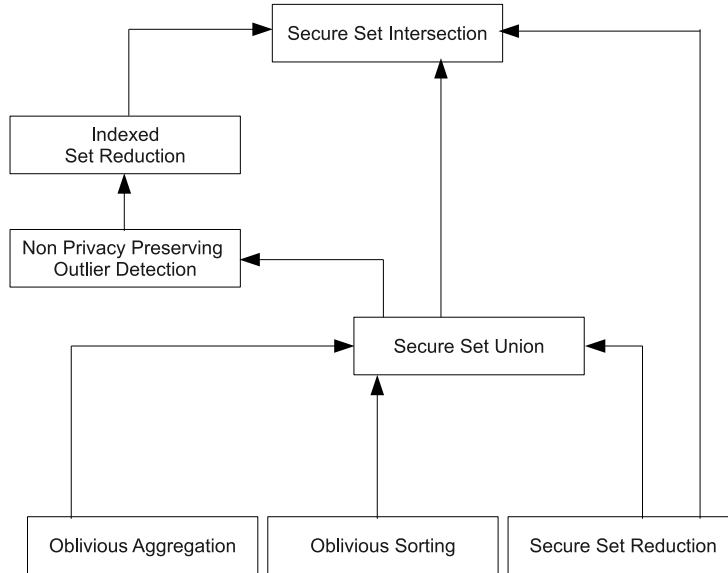 Secure Set Intersection
Indexed
Set Reduction
Non Privacy Preserving
Outlier Detection
Secure Set Union
Oblivious Aggregation
Oblivious Sorting
Secure Set Reduction